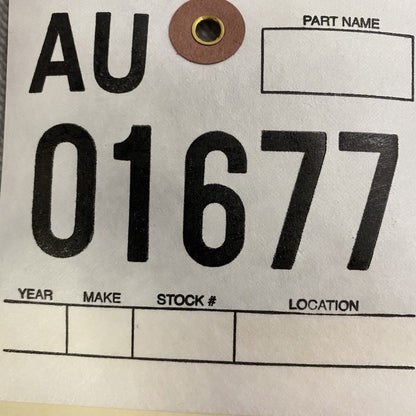 AU
PART NAME
01677
YEAR MAKE STOCK # LOCATION